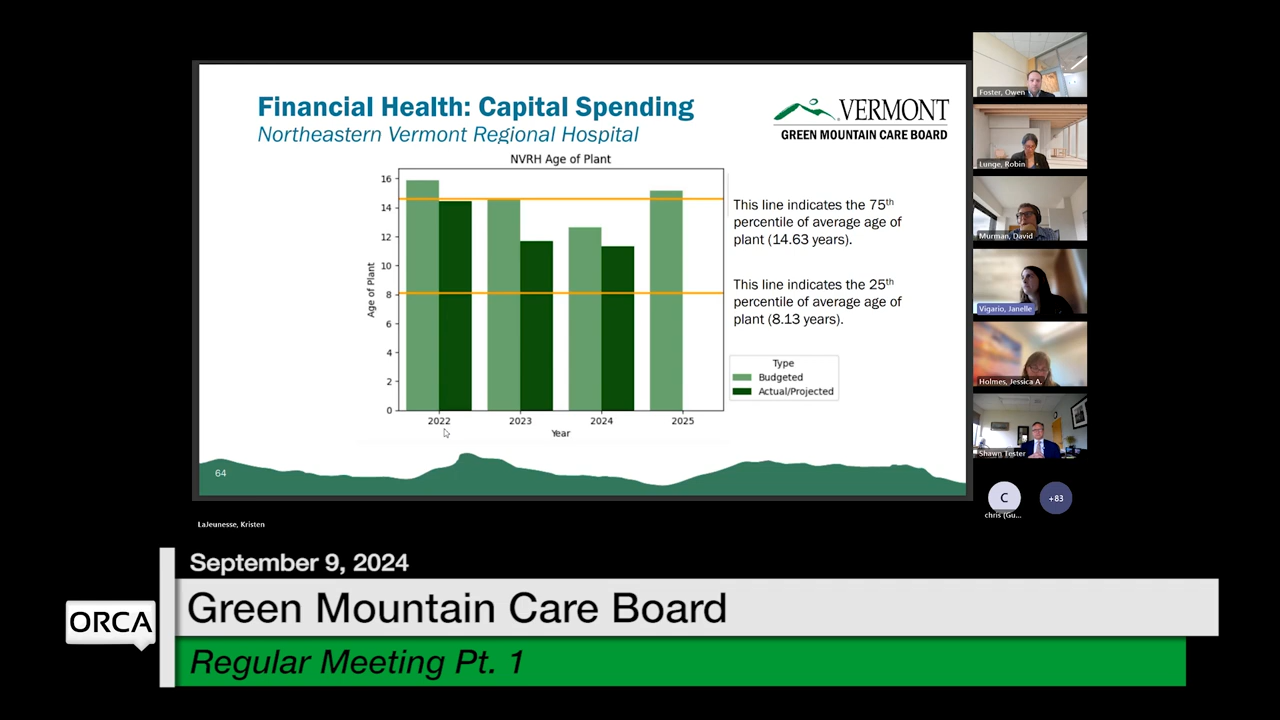 Financial Health: Capital Spending
Northeastern Vermont Regional Hospital
VERMONT
GREEN MOUNTAIN CARE BOARD
NVRH Age of Plant
16
14
12
10
8
6
4
2
0
Age of Plant
2022
2023
2024
2025
Year
This line indicates the 75th
percentile of average age of
plant (14.63 years).
This line indicates the 25th
percentile of average age of
plant (8.13 years).
Type
Budgeted
Actual/Projected
64
Foster, Owen
Lunge, Robin
Murman, David
Vigario, Janelle
Holmes, Jessica A.
Shawn Tester
C
chris (Gu...
+83
LaJeunesse, Kristen
September 9, 2024
Green Mountain Care Board
ORCA
Regular Meeting Pt. 1